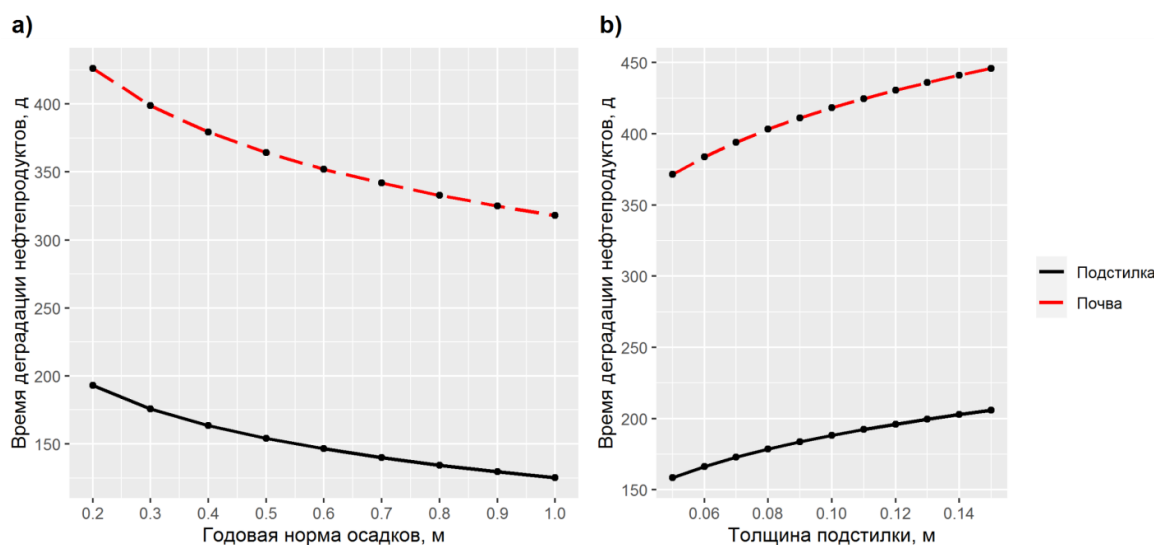 a)
Время деградации нефтепродуктов, д
400
350
300
250
200
150
0.2 0.3 0.4 0.5 0.6 0.7 0.8 0.9 1.0
Годовая норма осадков, м
b)
Время деградации нефтепродуктов, д
450
400
350
300
250
200
150
0.06 0.08 0.10 0.12 0.14
Толщина подстилки, м
Подстилка
Почва